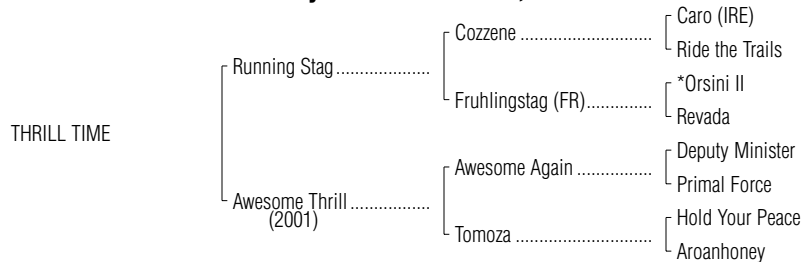 Caro (IRE)
Cozzene ......................
Ride the Trails
Running Stag....................
*Orsini II
Fruhlingstag (FR)..............
Revada
THRILL TIME
Deputy Minister
Awesome Again ................
Primal Force
Awesome Thrill .................
(2001)
Hold Your Peace
Tomoza .............................
Aroanhoney